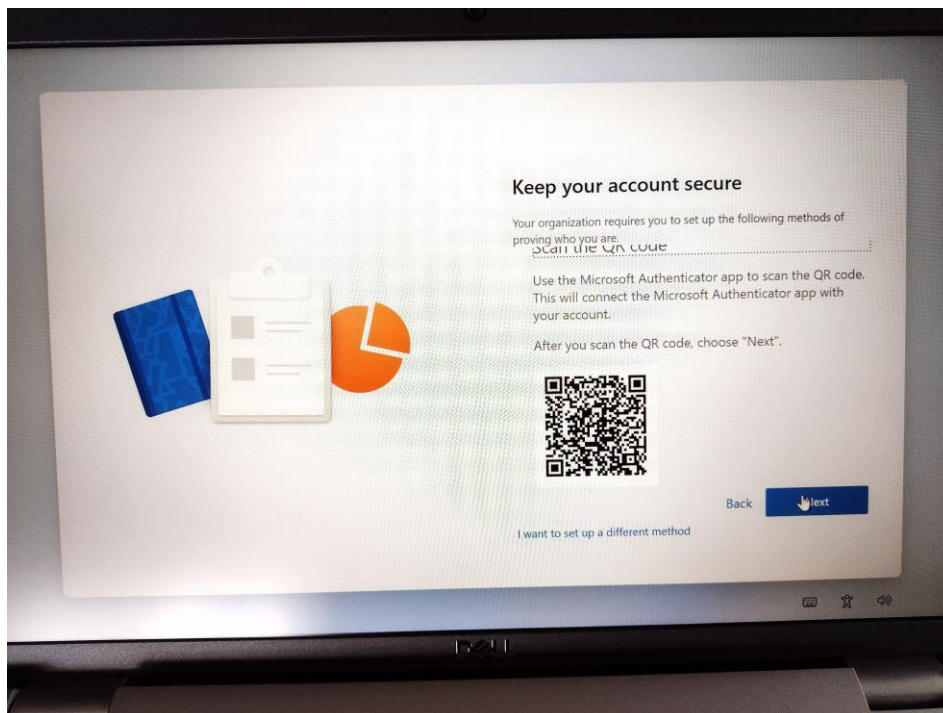 Keep your account secure
Your organization requires you to set up the following methods of
proving who you are.
Scan the QR code
Use the Microsoft Authenticator app to scan the QR code.
This will connect the Microsoft Authenticator app with
your account.
After you scan the QR code, choose "Next".
Back
Next
I want to set up a different method
DELL